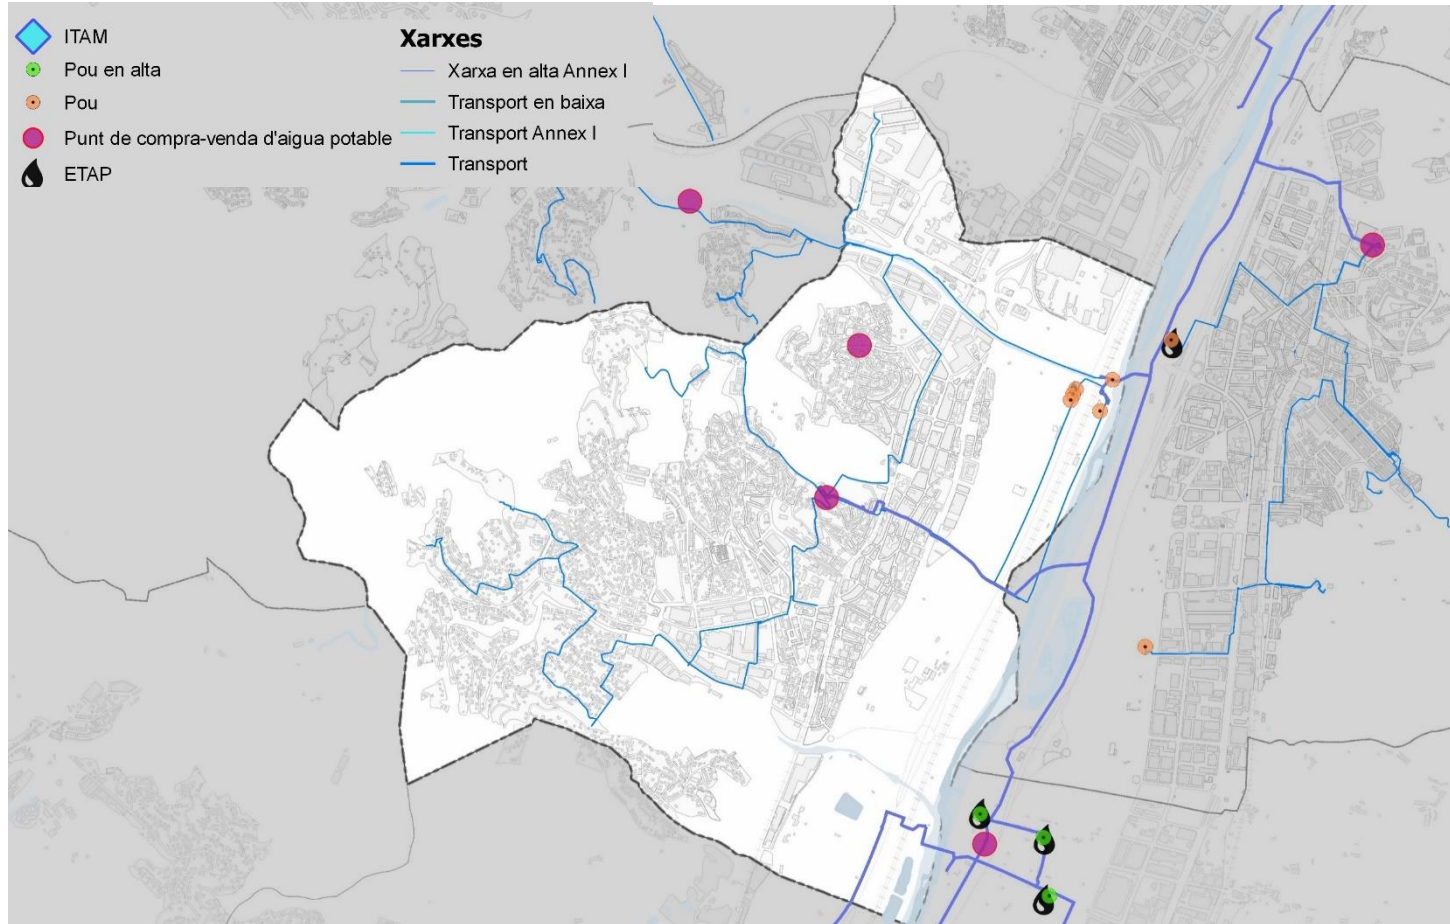 ITAM
Pou en alta
Pou
Punt de compra-venda d'aigua potable
ETAP
Xarxes
Xarxa en alta Annex I
Transport en baixa
Transport Annex I
Transport